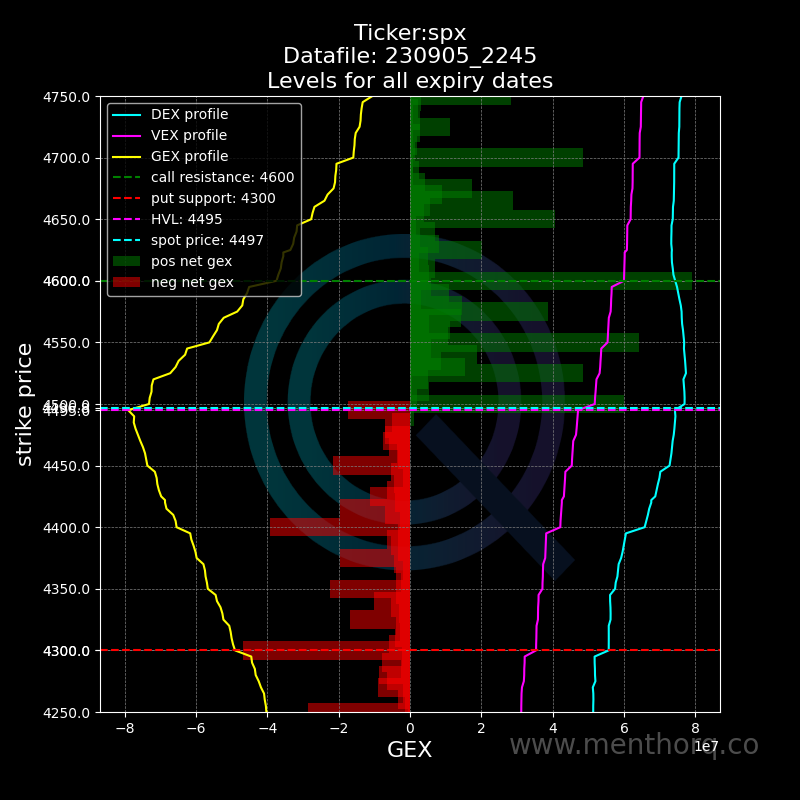 Ticker:spx
Datafile: 230905_2245
Levels for all expiry dates
DEX profile
VEX profile
GEX profile
call resistance: 4600
put support: 4300
HVL: 4495
spot price: 4497
pos net gex
neg net gex
strike price
4750.0
4700.0
4650.0
4600.0
4550.0
4500.0
4495.0
4450.0
4400.0
4350.0
4300.0
4250.0
−8 −6 −4 −2 0 2 4 6 8
1e7
GEX
www.menthorq.co